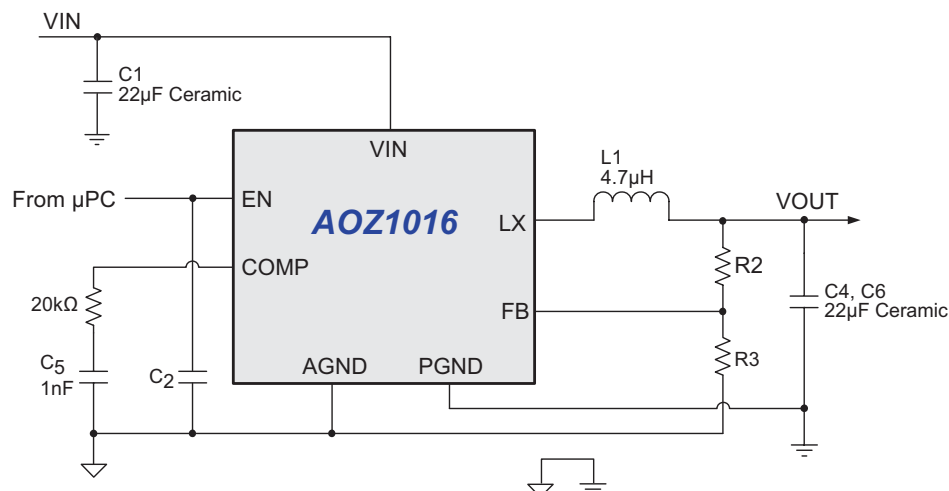 VIN
C1
22µF Ceramic
VIN
L1
4.7µH
From µPC
EN
AOZ1016
LX
VOUT
COMP
R2
20kΩ
FB
C4, C6
22µF Ceramic
C5
1nF
C2
AGND
PGND
R3